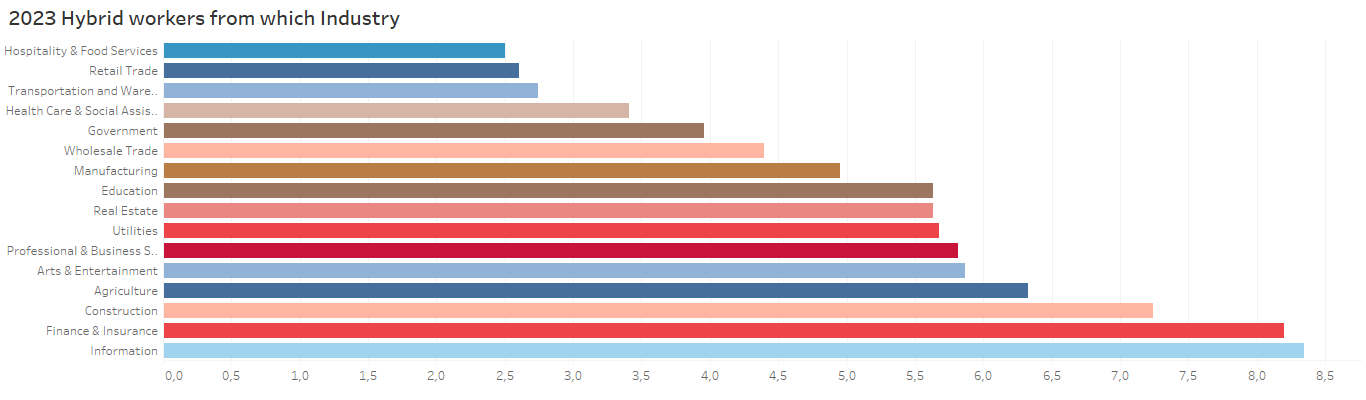 2023 Hybrid workers from which Industry
Hospitality & Food Services
Retail Trade
Transportation and Ware..
Health Care & Social Assis..
Government
Wholesale Trade
Manufacturing
Education
Real Estate
Utilities
Professional & Business S..
Arts & Entertainment
Agriculture
Construction
Finance & Insurance
Information
0,0 0,5 1,0 1,5 2,0 2,5 3,0 3,5 4,0 4,5 5,0 5,5 6,0 6,5 7,0 7,5 8,0 8,5